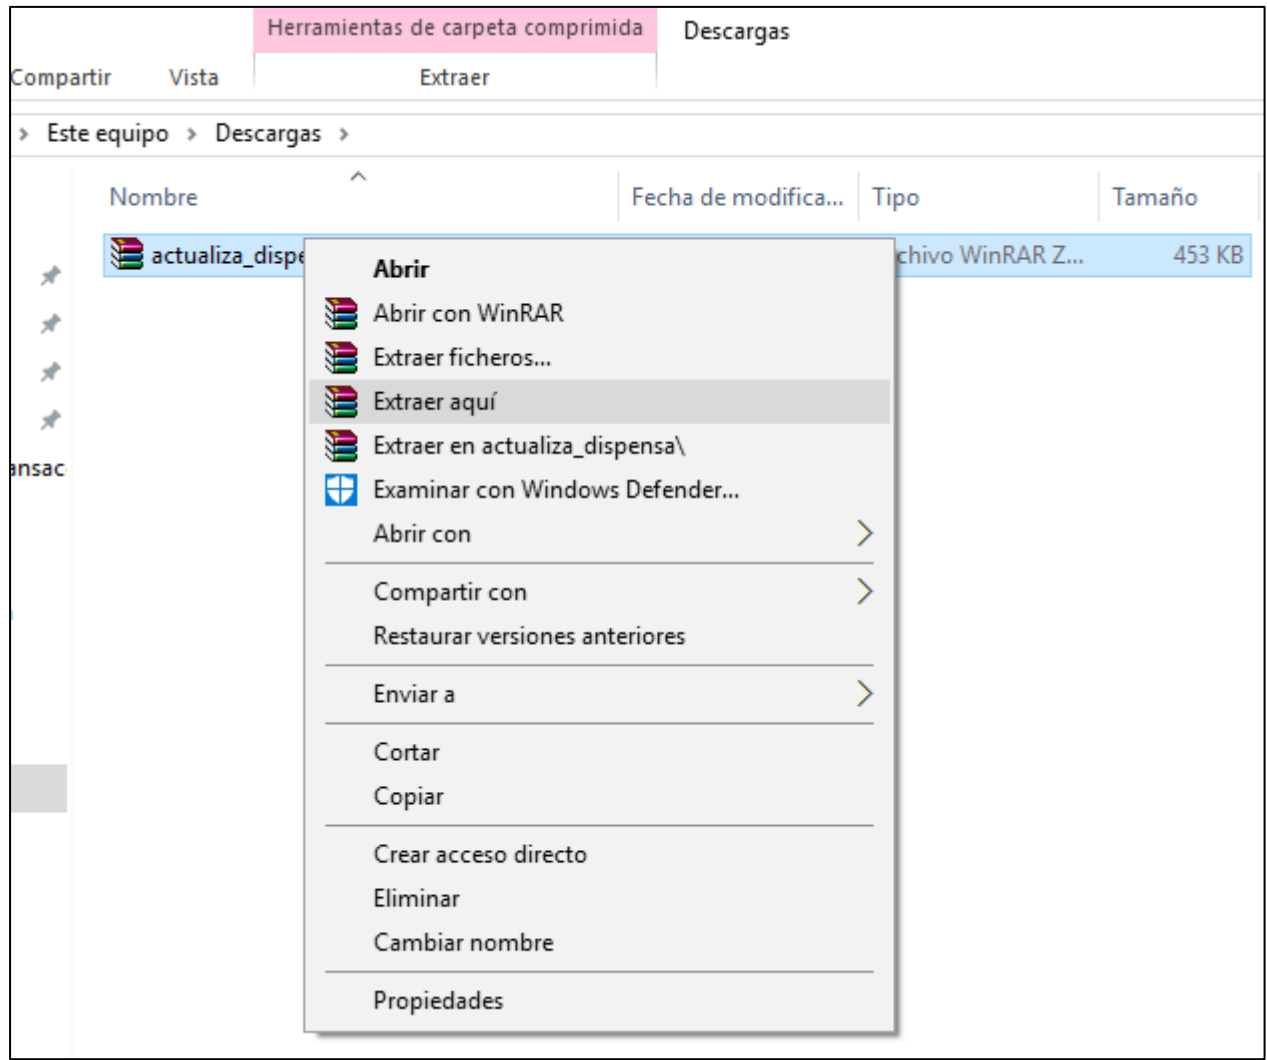 Herramientas de carpeta comprimida Descargas
Compartir Vista Extraer
Este equipo > Descargas >
Nombre Fecha de modifica... Tipo Tamaño
actualiza_dispe chivo WinRAR Z... 453 KB
Abrir
Abrir con WinRAR
Extraer ficheros...
Extraer aquí
ansac
Extraer en actualiza_dispensa\
Examinar con Windows Defender...
Abrir con
Compartir con
Restaurar versiones anteriores
Enviar a
Cortar
Copiar
Crear acceso directo
Eliminar
Cambiar nombre
Propiedades